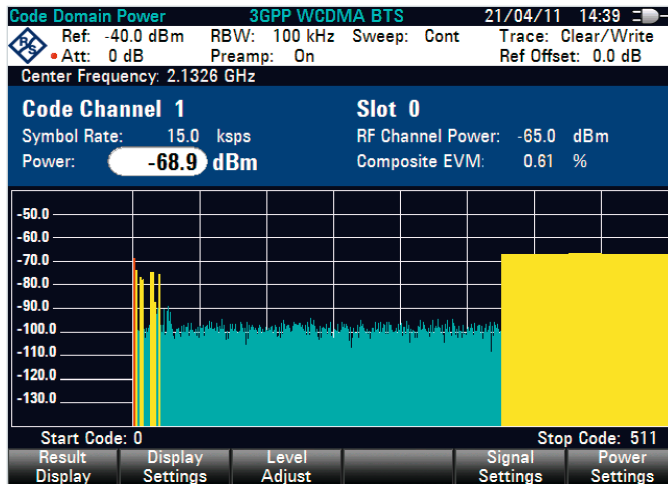 Code Domain Power 3GPP WCDMA BTS 21/04/11 14:39
R&S
Ref: -40.0 dBm RBW: 100 kHz Sweep: Cont Trace: Clear/Write
Att: 0 dB Preamp: On Ref Offset: 0.0 dB
Center Frequency: 2.1326 GHz
Code Channel 1 Slot 0
Symbol Rate: 15.0 ksps RF Channel Power: -65.0 dBm
Power: -68.9 dBm Composite EVM: 0.61 %
-50.0
-60.0
-70.0
-80.0
-90.0
-100.0
-110.0
-120.0
-130.0
Start Code: 0 Stop Code: 511
Result Display Level Signal Power
Display Settings Adjust Settings Settings